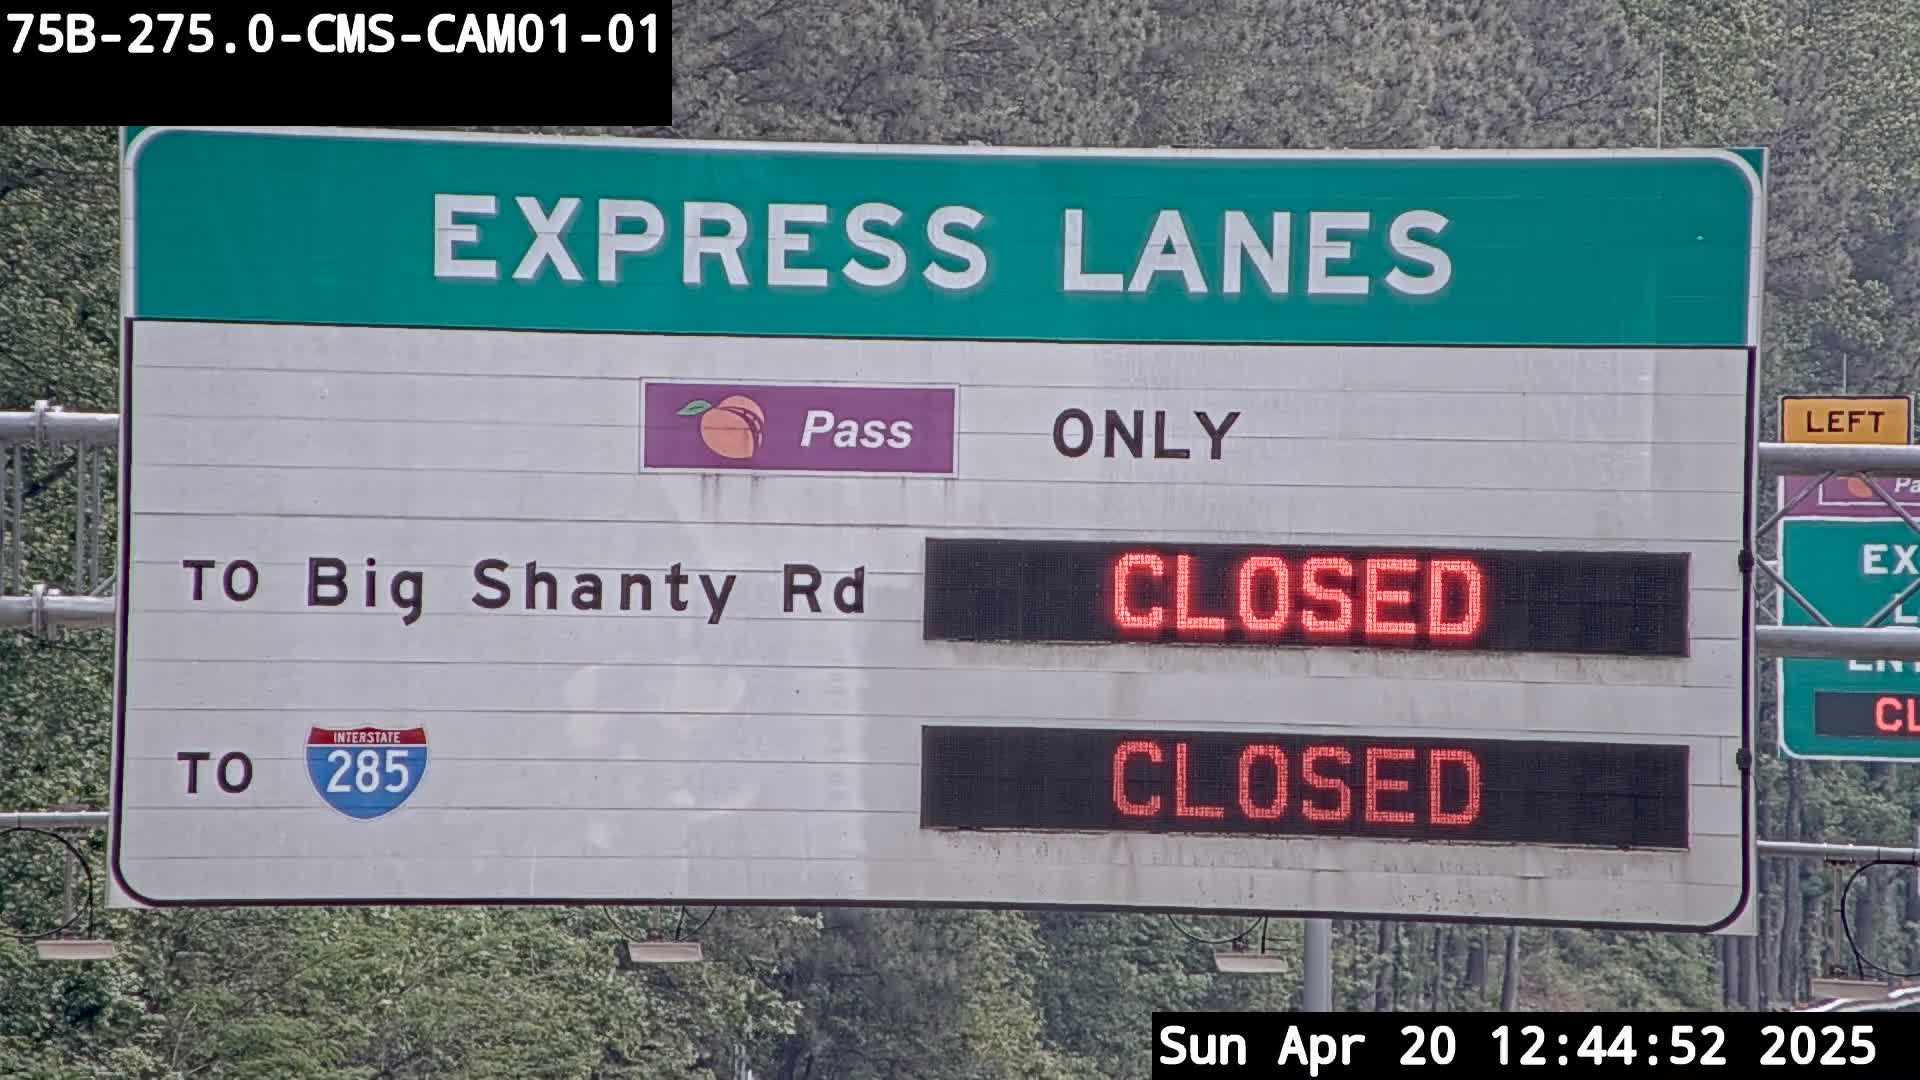 75B-275.0-CMS-CAM01-01
EXPRESS LANES
Pass ONLY
TO Big Shanty Rd CLOSED
TO INTERSTATE 285 CLOSED
LEFT
Sun Apr 20 12:44:52 2025